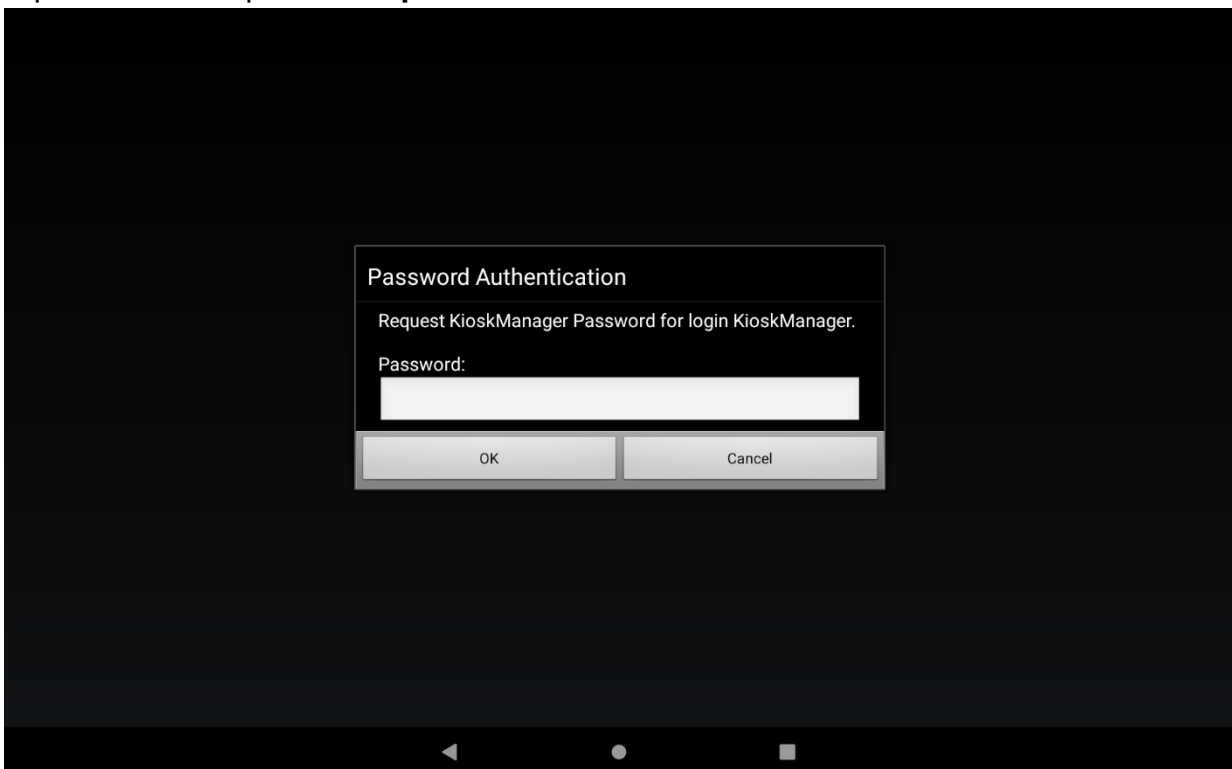 Password Authentication
Request KioskManager Password for login KioskManager.
Password:
OK
Cancel